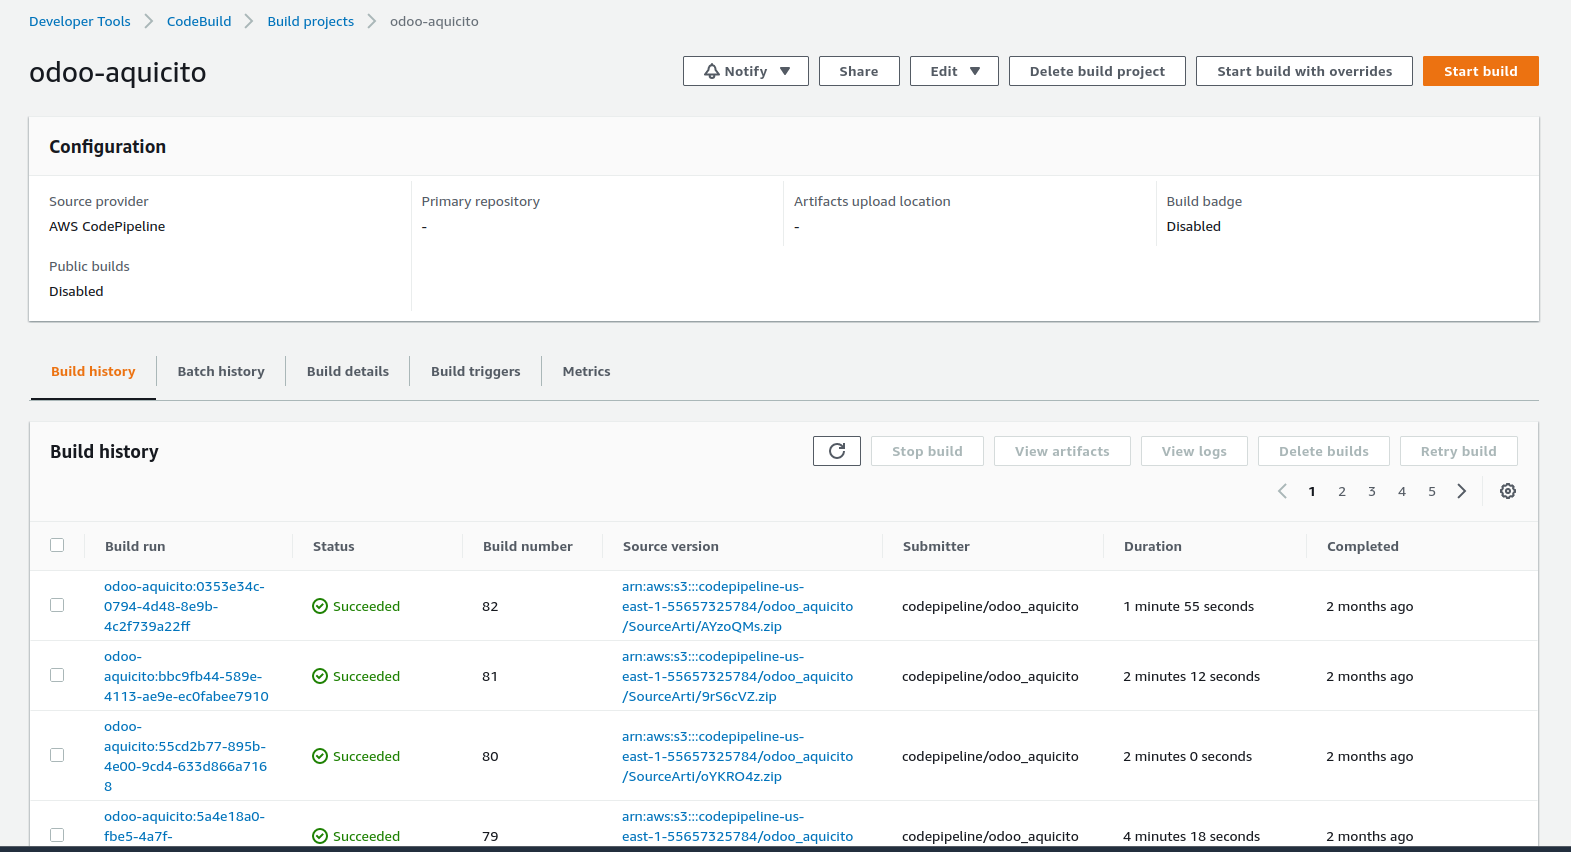 Developer Tools CodeBuild Build projects odoo-aquicito
odoo-aquicito
Notify Share Edit Delete build project Start build with overrides Start build
Configuration
Source provider Primary repository Artifacts upload location Build badge
AWS CodePipeline - - Disabled
Public builds
Disabled
Build history Batch history Build details Build triggers Metrics
Build history
Stop build View artifacts View logs Delete builds Retry build
1 2 3 4 5
Build run Status Build number Source version Submitter Duration Completed
odoo-aquicito:0353e34c-
0794-4d48-8e9b-
4c2f739a22ff
Succeeded
82
arn:aws:s3:::codepipeline-us-
east-1-55657325784/odoo_aquicito
/SourceArti/AYzoQMs.zip
codepipeline/odoo_aquicito
1 minute 55 seconds
2 months ago
odoo-
aquicito:bbc9fb44-589e-
4113-ae9e-ec0fabee7910
Succeeded
81
arn:aws:s3:::codepipeline-us-
east-1-55657325784/odoo_aquicito
/SourceArti/9rS6cVZ.zip
codepipeline/odoo_aquicito
2 minutes 12 seconds
2 months ago
odoo-
aquicito:55cd2b77-895b-
4e00-9cd4-633d866a716
8
Succeeded
80
arn:aws:s3:::codepipeline-us-
east-1-55657325784/odoo_aquicito
/SourceArti/oYKRO4z.zip
codepipeline/odoo_aquicito
2 minutes 0 seconds
2 months ago
odoo-aquicito:5a4e18a0-
fbe5-4a7f-
Succeeded
79
arn:aws:s3:::codepipeline-us-
east-1-55657325784/odoo_aquicito
codepipeline/odoo_aquicito
4 minutes 18 seconds
2 months ago